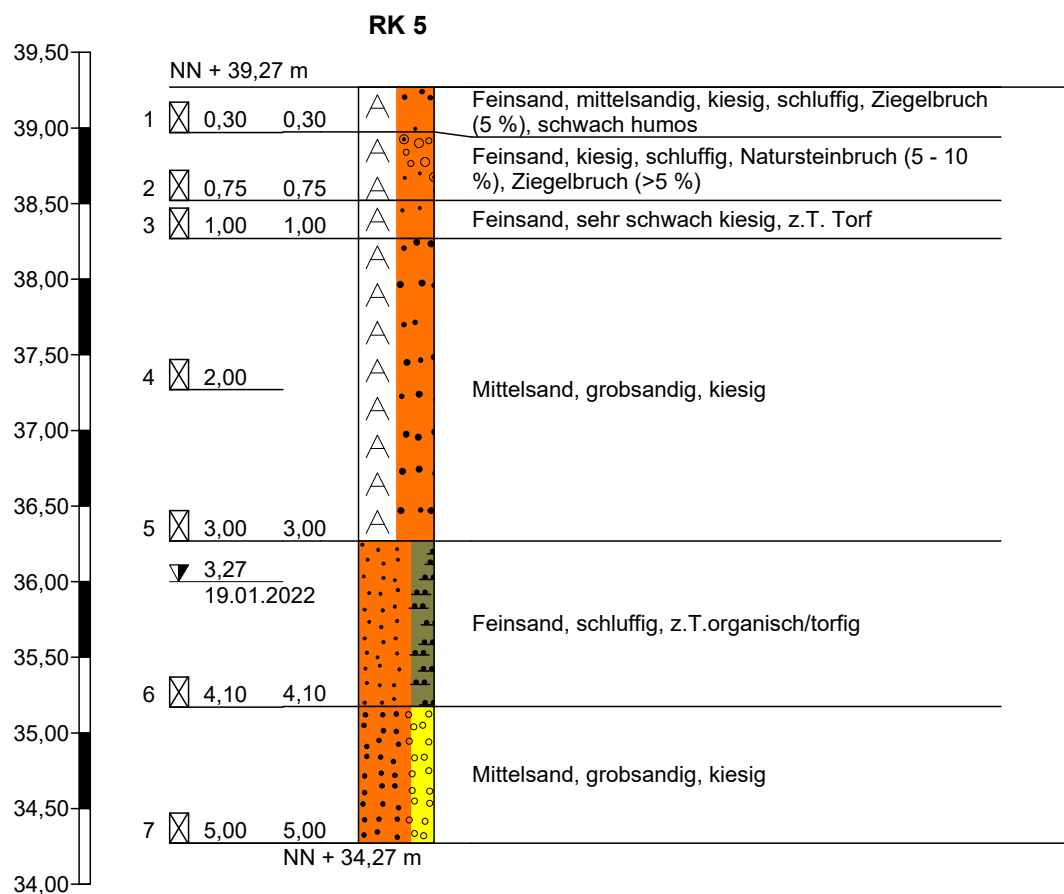 RK 5
39,50
NN + 39,27 m
1 0,30 0,30
Feinsand, mittelsandig, kiesig, schluffig, Ziegelbruch
(5 %), schwach humos
39,00
Feinsand, kiesig, schluffig, Natursteinbruch (5 - 10
%), Ziegelbruch (>5 %)
2 0,75 0,75
38,50
3 1,00 1,00
Feinsand, sehr schwach kiesig, z.T. Torf
38,00
37,50
4 2,00
Mittelsand, grobsandig, kiesig
37,00
36,50
5 3,00 3,00
3,27
36,00
19.01.2022
Feinsand, schluffig, z.T.organisch/torfig
35,50
6 4,10 4,10
35,00
Mittelsand, grobsandig, kiesig
34,50
7 5,00 5,00
NN + 34,27 m
34,00
A
A
A
A
A
A
A
A
A
A
A
A